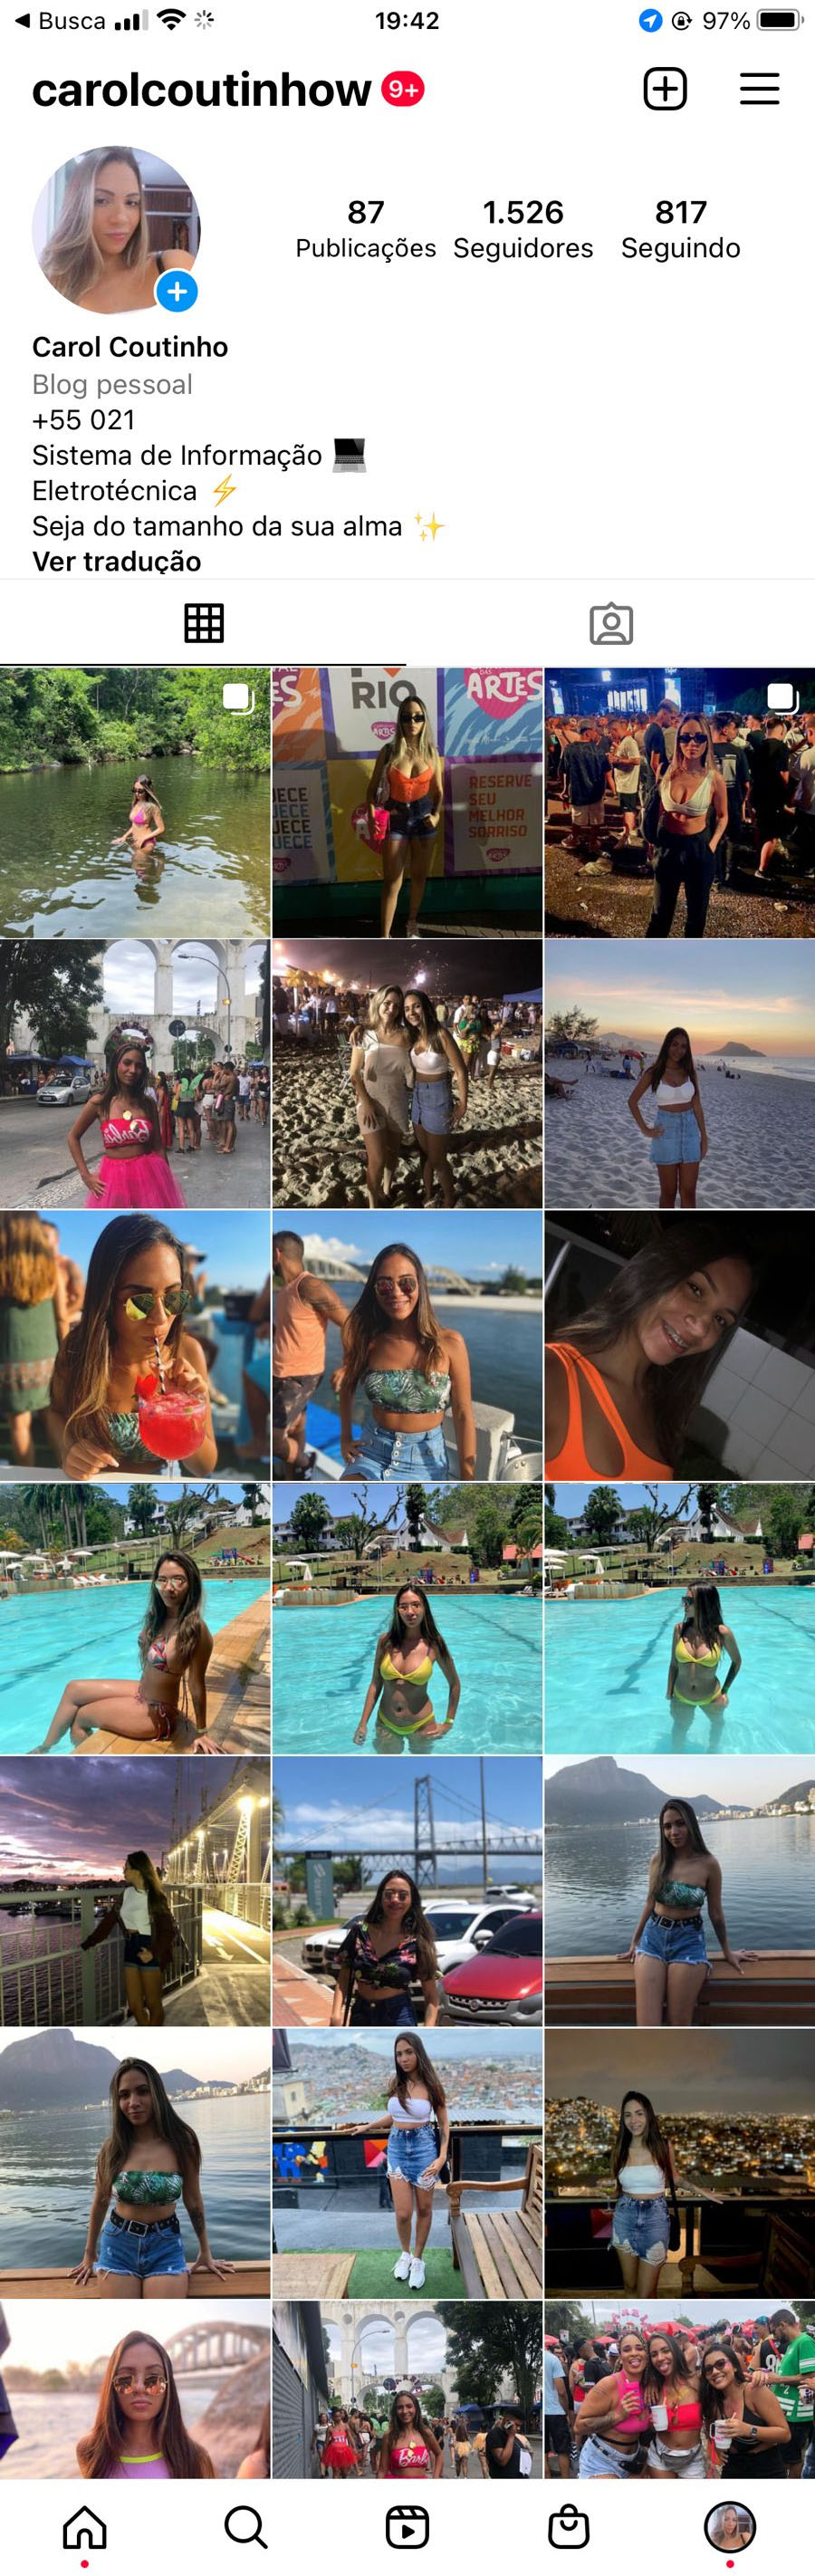 Busca
19:42
97%
carolcoutinhow 9+
87 1.526 817
Publicações Seguidores Seguindo
Carol Coutinho
Blog pessoal
+55 021
Sistema de Informação 💻
Eletrotécnica ⚡
Seja do tamanho da sua alma ✨
Ver tradução
RIO
ARTES
RESERVE
SEU
MELHOR
SORRISO